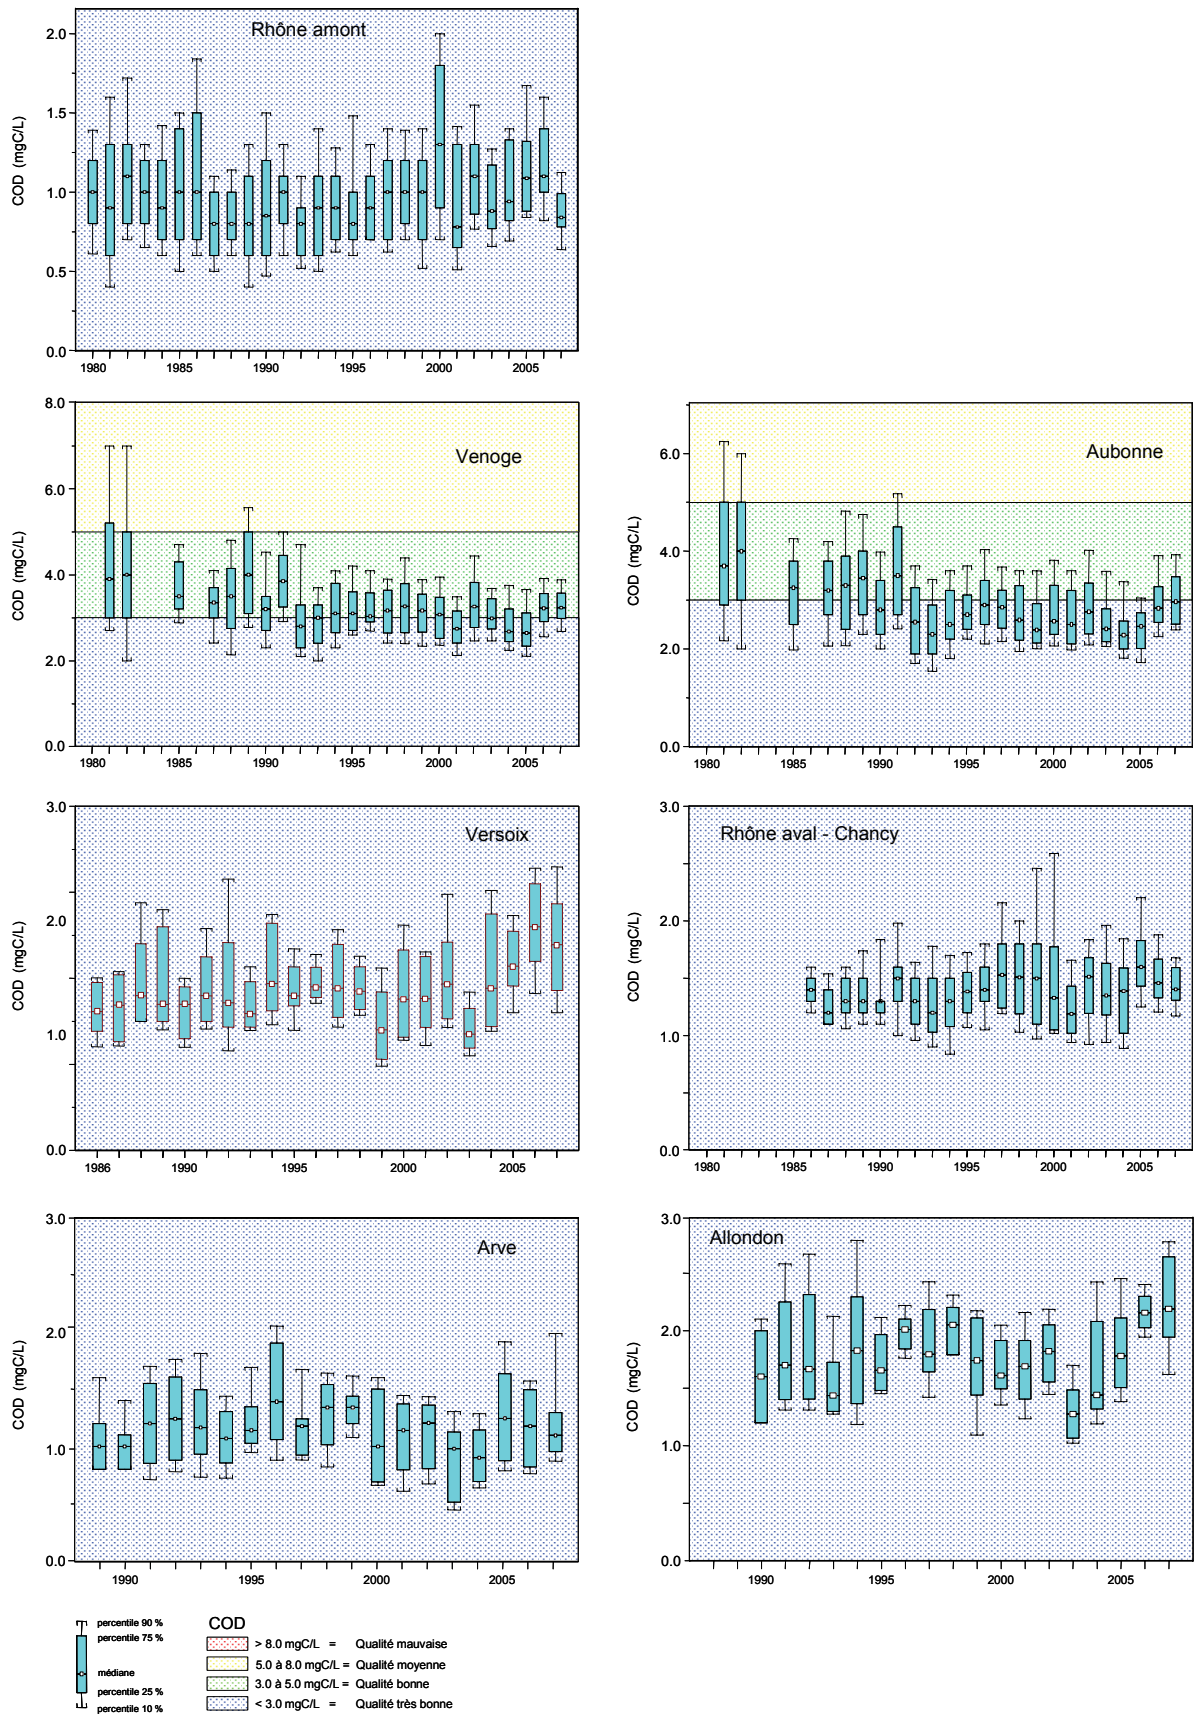 Rhône amont
COD (mgC/L)
2.0
1.5
1.0
0.5
0.0
1980 1985 1990 1995 2000 2005
Venoge
COD (mgC/L)
8.0
6.0
4.0
2.0
0.0
1980 1985 1990 1995 2000 2005
Aubonne
COD (mgC/L)
6.0
4.0
2.0
0.0
1980 1985 1990 1995 2000 2005
Versoix
COD (mgC/L)
3.0
2.0
1.0
0.0
1986 1990 1995 2000 2005
Rhône aval - Chancy
COD (mgC/L)
3.0
2.0
1.0
0.0
1980 1985 1990 1995 2000 2005
Arve
COD (mgC/L)
3.0
2.0
1.0
0.0
1990 1995 2000 2005
Allondon
COD (mgC/L)
3.0
2.0
1.0
0.0
1990 1995 2000 2005
percentile 90 %
percentile 75 %
médiane
percentile 25 %
percentile 10 %
COD
> 8.0 mgC/L = Qualité mauvaise
5.0 à 8.0 mgC/L = Qualité moyenne
3.0 à 5.0 mgC/L = Qualité bonne
< 3.0 mgC/L = Qualité très bonne